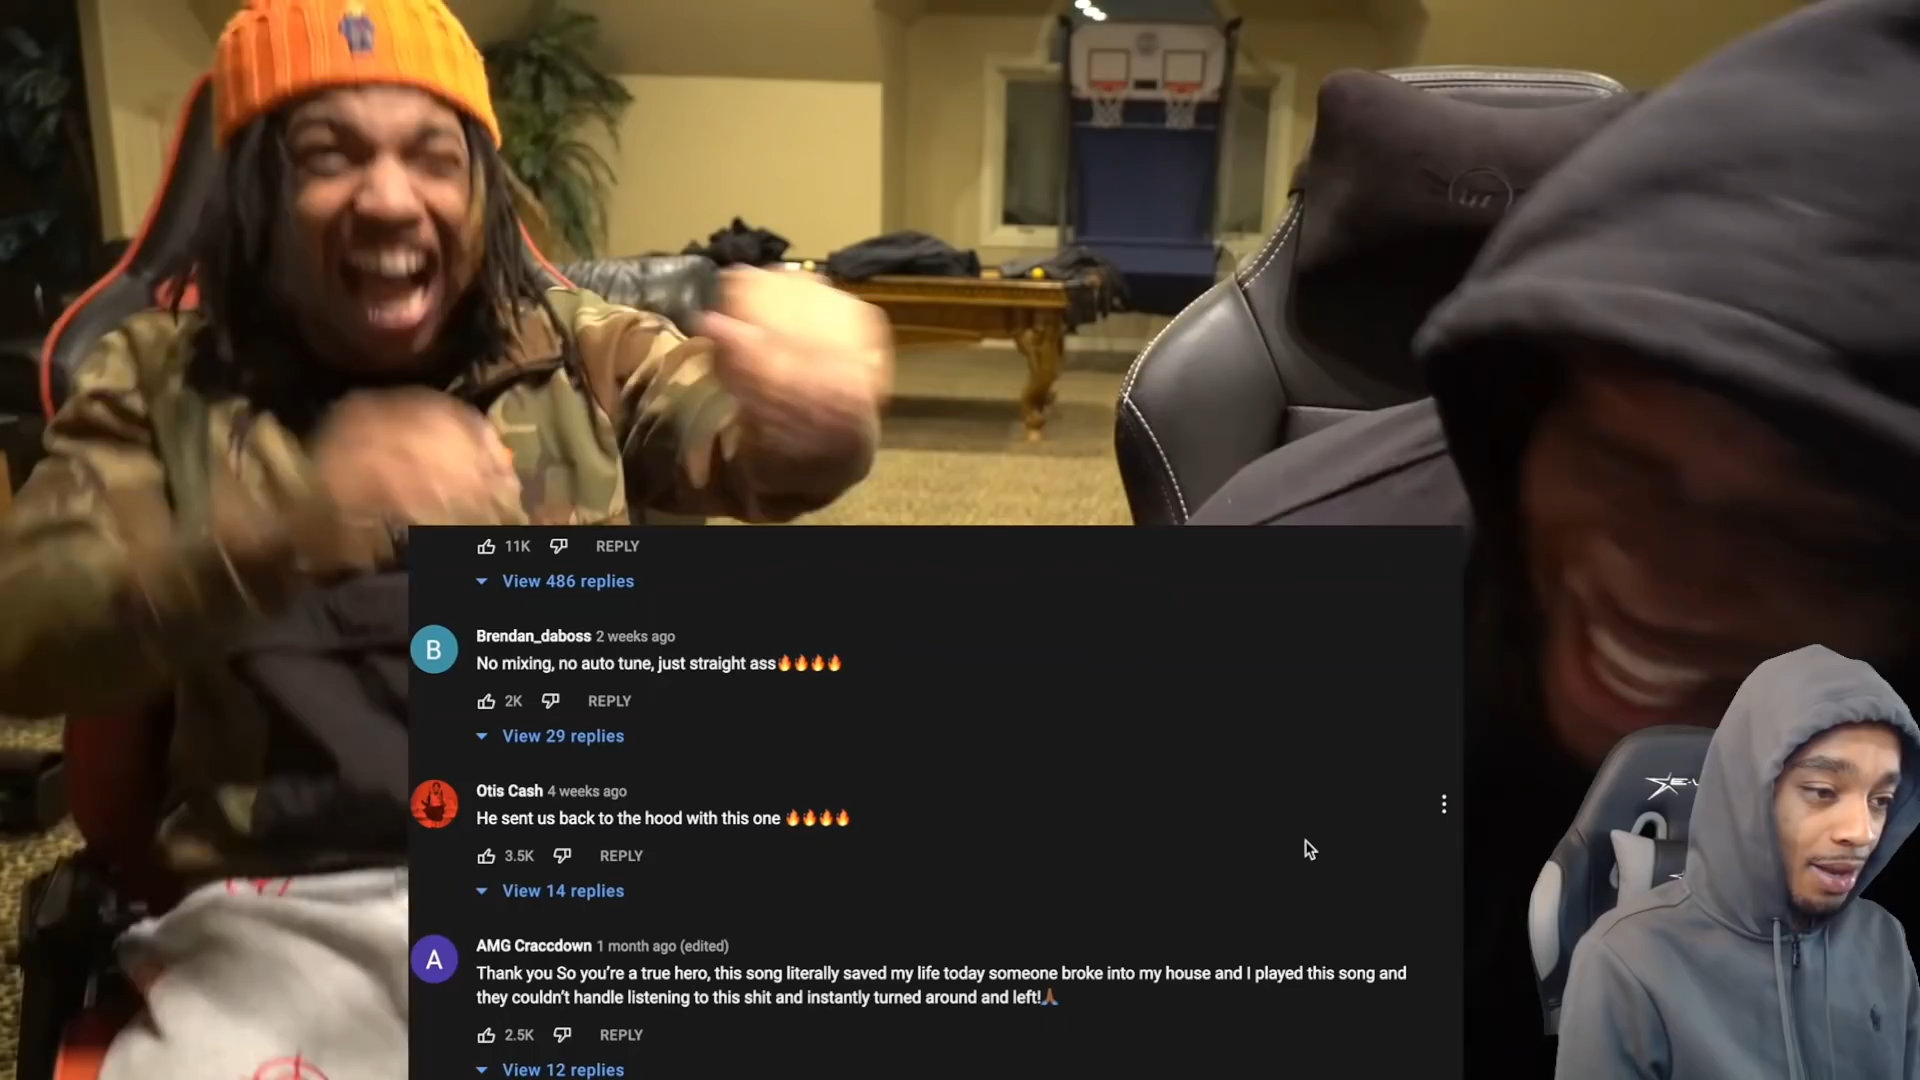 11K REPLY
View 486 replies
B
Brendan_daboss 2 weeks ago
No mixing, no auto tune, just straight ass🔥🔥🔥🔥
2K REPLY
View 29 replies
Otis Cash 4 weeks ago
He sent us back to the hood with this one 🔥🔥🔥🔥
3.5K REPLY
View 14 replies
A
AMG Craccdown 1 month ago (edited)
Thank you So you're a true hero, this song literally saved my life today someone broke into my house and I played this song and
they couldn't handle listening to this shit and instantly turned around and left!🙏🏾
2.5K REPLY
View 12 replies